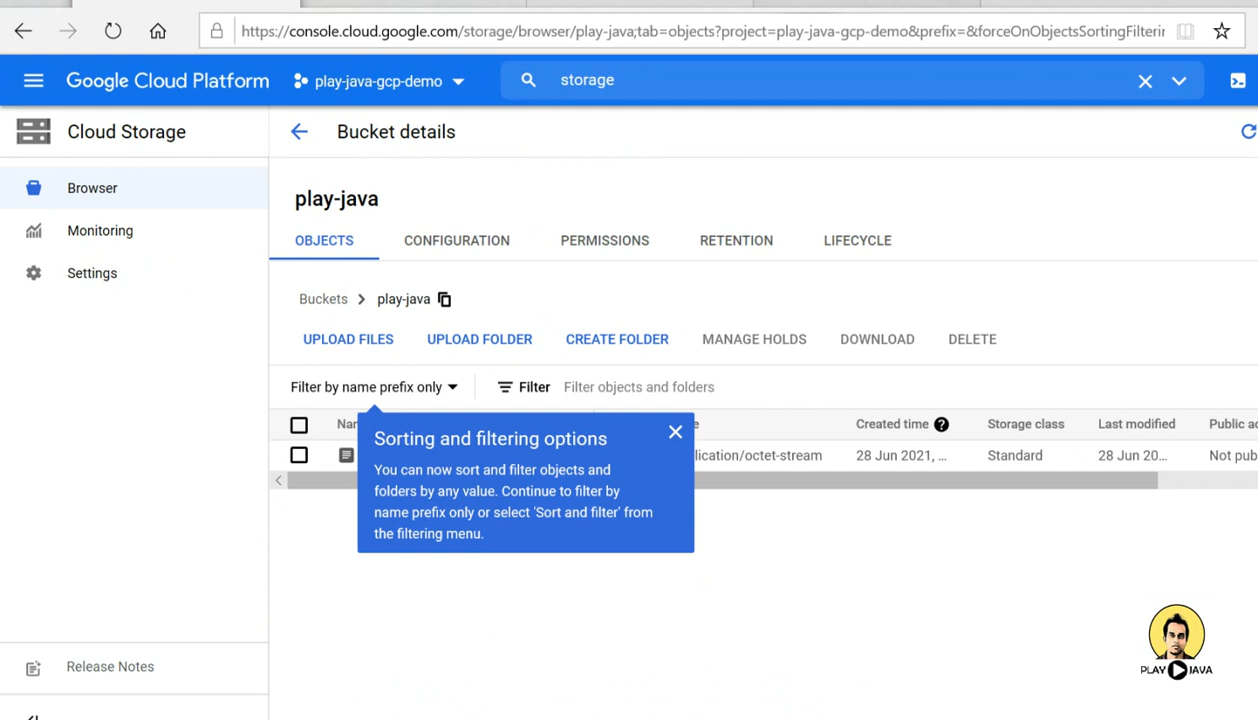 https://console.cloud.google.com/storage/browser/play-java;tab=objects?project=play-java-gcp-demo&prefix=&forceOnObjectsSortingFilterin
Google Cloud Platform
play-java-gcp-demo
storage
Cloud Storage
Bucket details
Browser
Monitoring
Settings
play-java
OBJECTS CONFIGURATION PERMISSIONS RETENTION LIFECYCLE
Buckets > play-java
UPLOAD FILES UPLOAD FOLDER CREATE FOLDER MANAGE HOLDS DOWNLOAD DELETE
Filter by name prefix only Filter Filter objects and folders
Created time ? Storage class Last modified Public
lication/octet-stream 28 Jun 2021, ... Standard 28 Jun 20... Not pub
Sorting and filtering options
You can now sort and filter objects and
folders by any value. Continue to filter by
name prefix only or select 'Sort and filter' from
the filtering menu.
Release Notes
PLAY JAVA